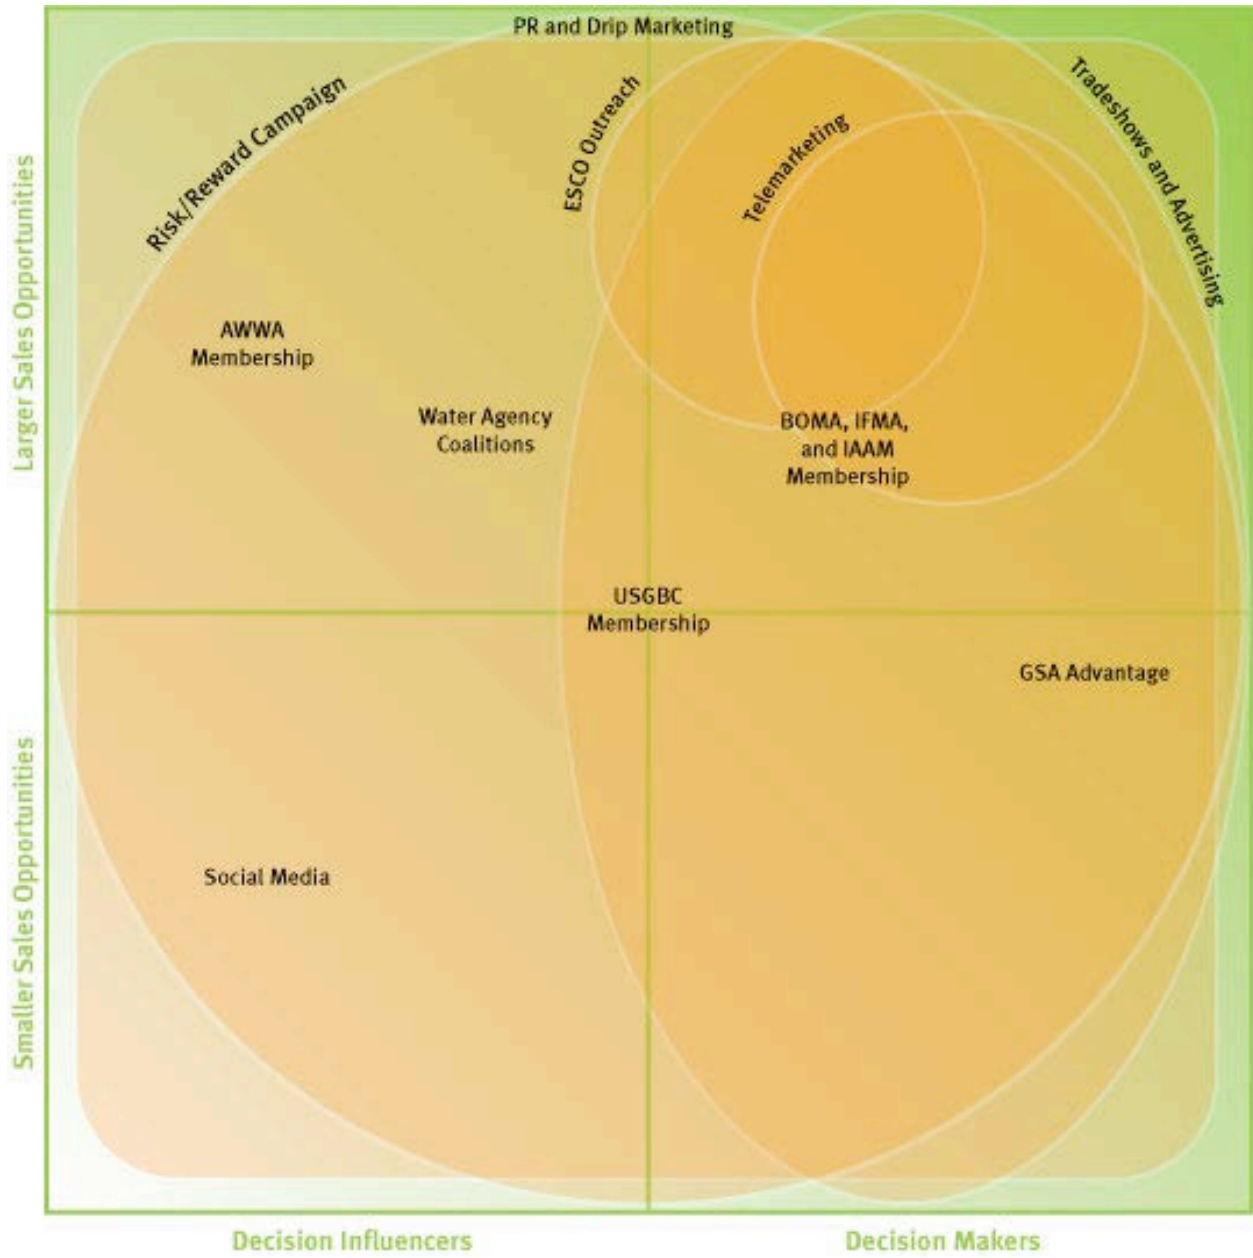 PR and Drip Marketing
Risk/Reward Campaign
ESCO Outreach
Telemarketing
Tradeshows and Advertising
Larger Sales Opportunities
AWWA
Membership
Water Agency
Coalitions
BOMA, IFMA,
and IAAM
Membership
USGBC
Membership
GSA Advantage
Smaller Sales Opportunities
Social Media
Decision Influencers
Decision Makers